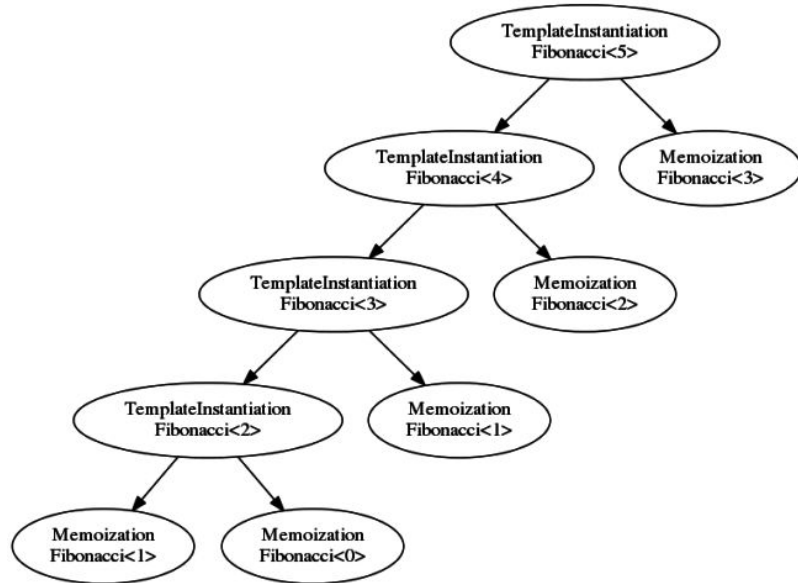 TemplateInstantiation
Fibonacci<5>
TemplateInstantiation
Fibonacci<4>
Memoization
Fibonacci<3>
TemplateInstantiation
Fibonacci<3>
Memoization
Fibonacci<2>
TemplateInstantiation
Fibonacci<2>
Memoization
Fibonacci<1>
Memoization
Fibonacci<1>
Memoization
Fibonacci<0>